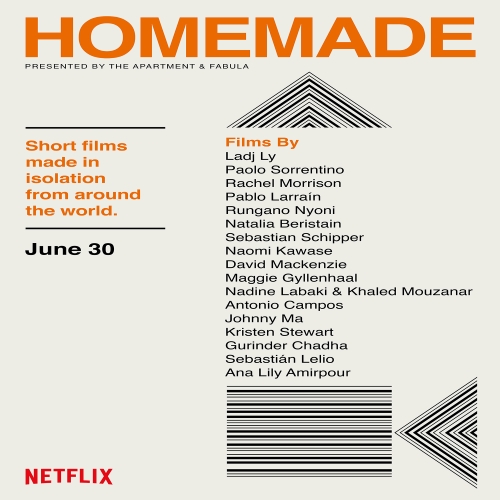 HOMEMADE
PRESENTED BY THE APARTMENT & FABULA
Short films
made in
isolation
from around
the world.
June 30
Films By
Ladj Ly
Paolo Sorrentino
Rachel Morrison
Pablo Larraín
Rungano Nyoni
Natalia Beristain
Sebastian Schipper
Naomi Kawase
David Mackenzie
Maggie Gyllenhaal
Nadine Labaki & Khaled Mouzanar
Antonio Campos
Johnny Ma
Kristen Stewart
Gurinder Chadha
Sebastián Lelio
Ana Lily Amirpour
NETFLIX